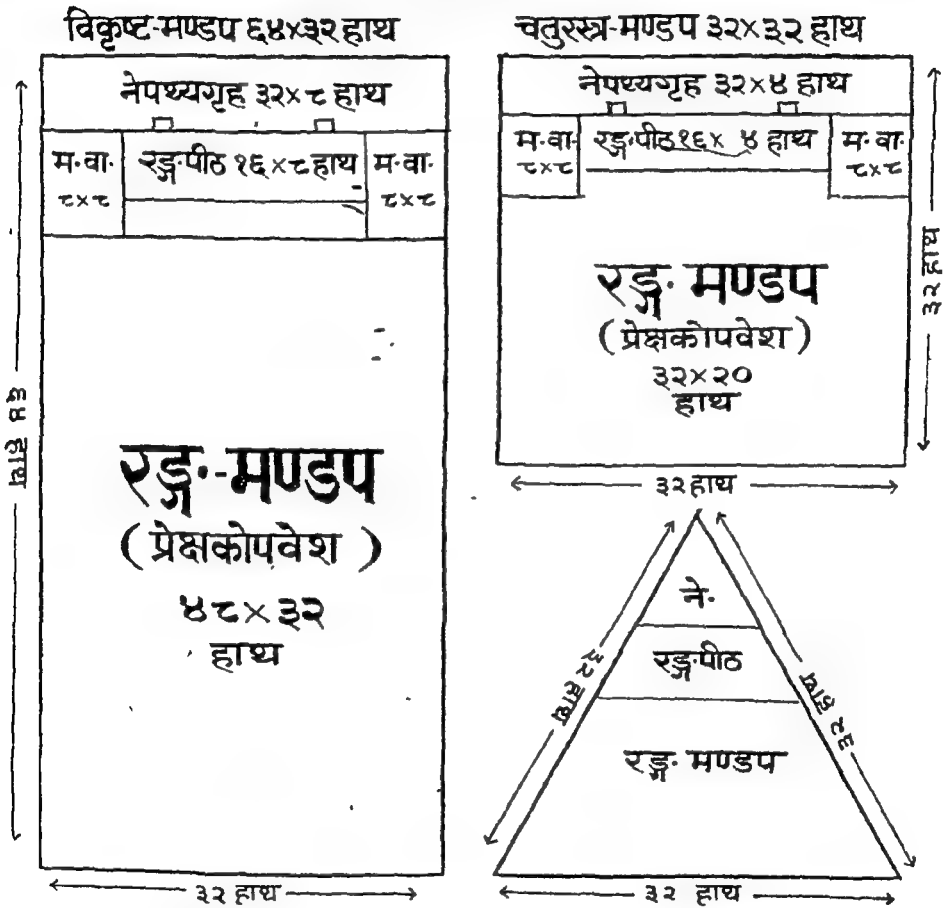 विकृष्ट-मण्डप ६४×३२ हाथ
नेपथ्यगृह ३२×८ हाथ
म॰वा॰
८×८
रङ्ग॰पीठ १६×८ हाथ
म॰वा॰
८×८
६४ हाथ
रङ्ग॰-मण्डप
(प्रेक्षकोपवेश)
४८×३२
हाथ
३२ हाथ
चतुरस्त्र-मण्डप ३२×३२ हाथ
नेपथ्यगृह ३२×४ हाथ
म॰वा॰
८×८
रङ्ग॰पीठ १६× ४ हाथ
म॰वा॰
८×८
रङ्ग॰ मण्डप
(प्रेक्षकोपवेश)
३२×२०
हाथ
३२ हाथ
३२ हाथ
ने॰
रङ्ग॰पीठ
रङ्ग॰ मण्डप
३२ हाथ
३२ हाथ
३२ हाथ